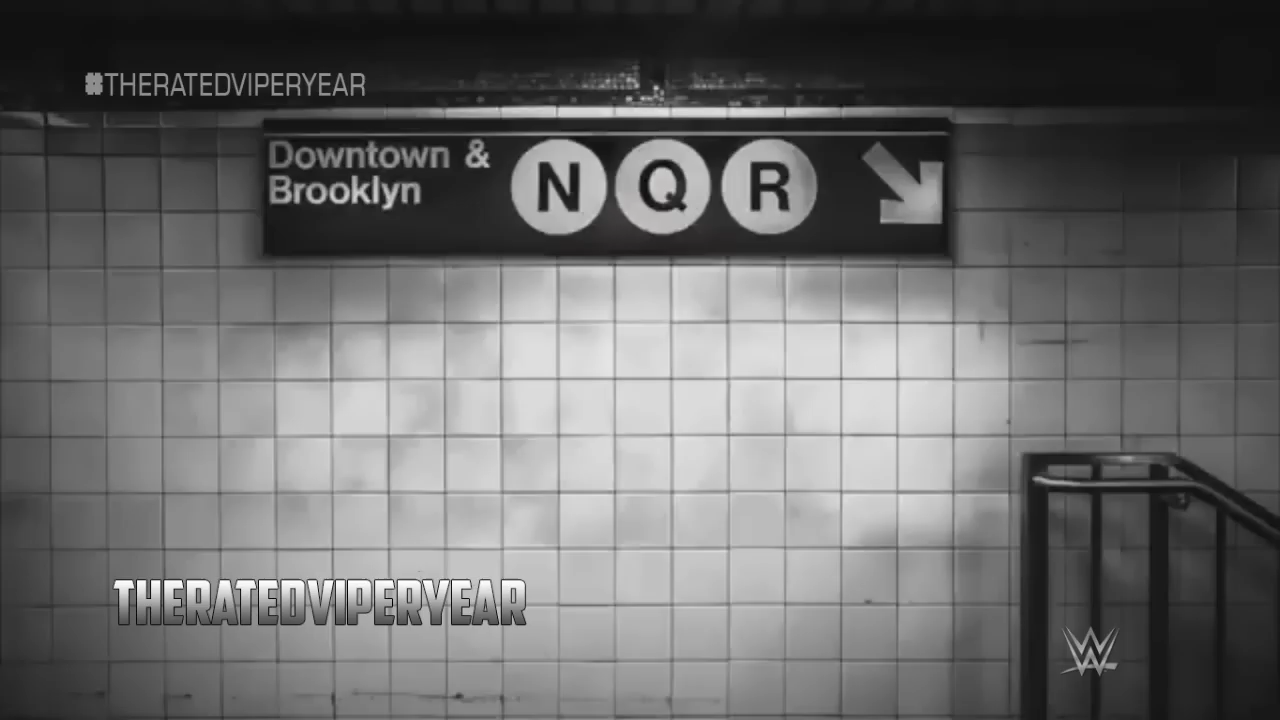 #THERATEDVIPERYEAR
Downtown &
Brooklyn
N Q R
THERATEDVIPERYEAR
W